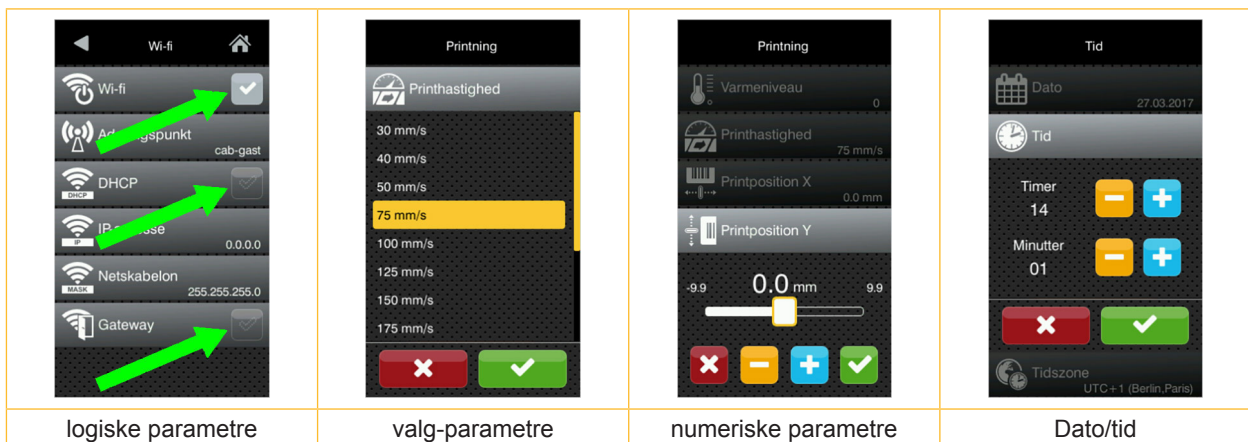 Wi-fi
Wi-fi
cab-gast
DHCP
DHCP
IP
0.0.0.0
Netskabelon
MASK
255.255.255.0
Gateway
logiske parametre
Printning
Printhastighed
30 mm/s
40 mm/s
50 mm/s
75 mm/s
100 mm/s
125 mm/s
150 mm/s
175 mm/s
valg-parametre
Printning
Varmeniveau
0
Printhastighed
75 mm/s
Printposition X
0.0 mm
Printposition Y
-9.9 0.0 mm 9.9
numeriske parametre
Tid
Dato
27.03.2017
Tid
Timer
14
Minutter
01
Tidszone
UTC+1 (Berlin,Paris)
Dato/tid